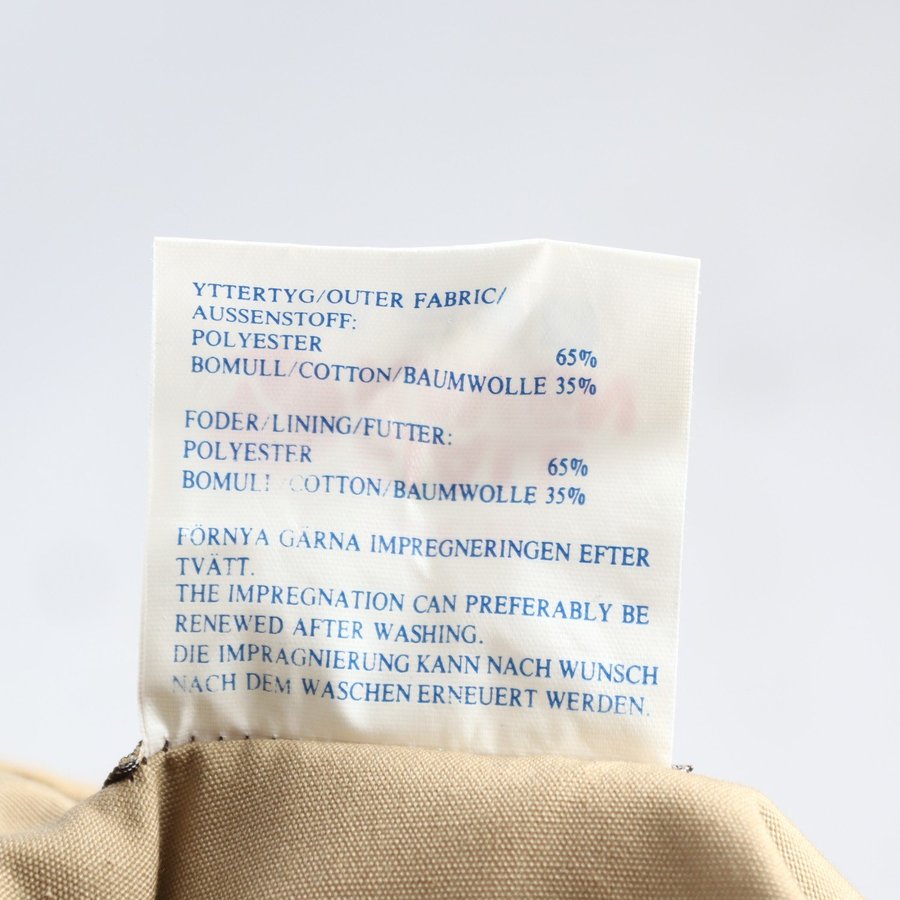 YTTERTYG/OUTER FABRIC/
AUSSENSTOFF:
POLYESTER 65%
BOMULL/COTTON/BAUMWOLLE 35%
FODER/LINING/FUTTER:
POLYESTER 65%
BOMULL/COTTON/BAUMWOLLE 35%
FÖRNYA GÄRNA IMPREGNERINGEN EFTER
TVÄTT.
THE IMPREGNATION CAN PREFERABLY BE
RENEWED AFTER WASHING.
DIE IMPRAGNIERUNG KANN NACH WUNSCH
NACH DEM WASCHEN ERNEUERT WERDEN.